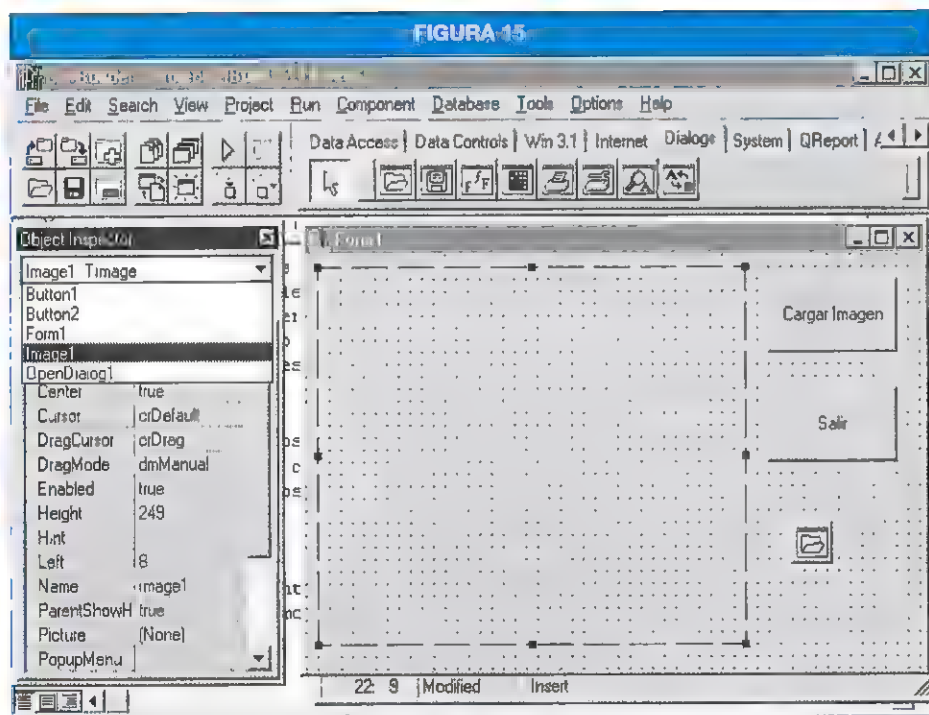 FIGURA 15
File Edit Search View Project Run Component Database Tools Options Help
Data Access Data Controls Win 3.1 Internet Dialogs System QReport
Object Inspector
Form1
Image1 TImage
Button1
Button2
Form1
Image1
OpenDialog1
Center true
Cursor crDefault
DragCursor crDrag
DragMode dmManual
Enabled true
Height 249
Hint
Left 8
Name Image1
ParentShowH true
Picture (None)
PopupMenu
Cargar Imagen
Salir
22: 9 Modified Insert